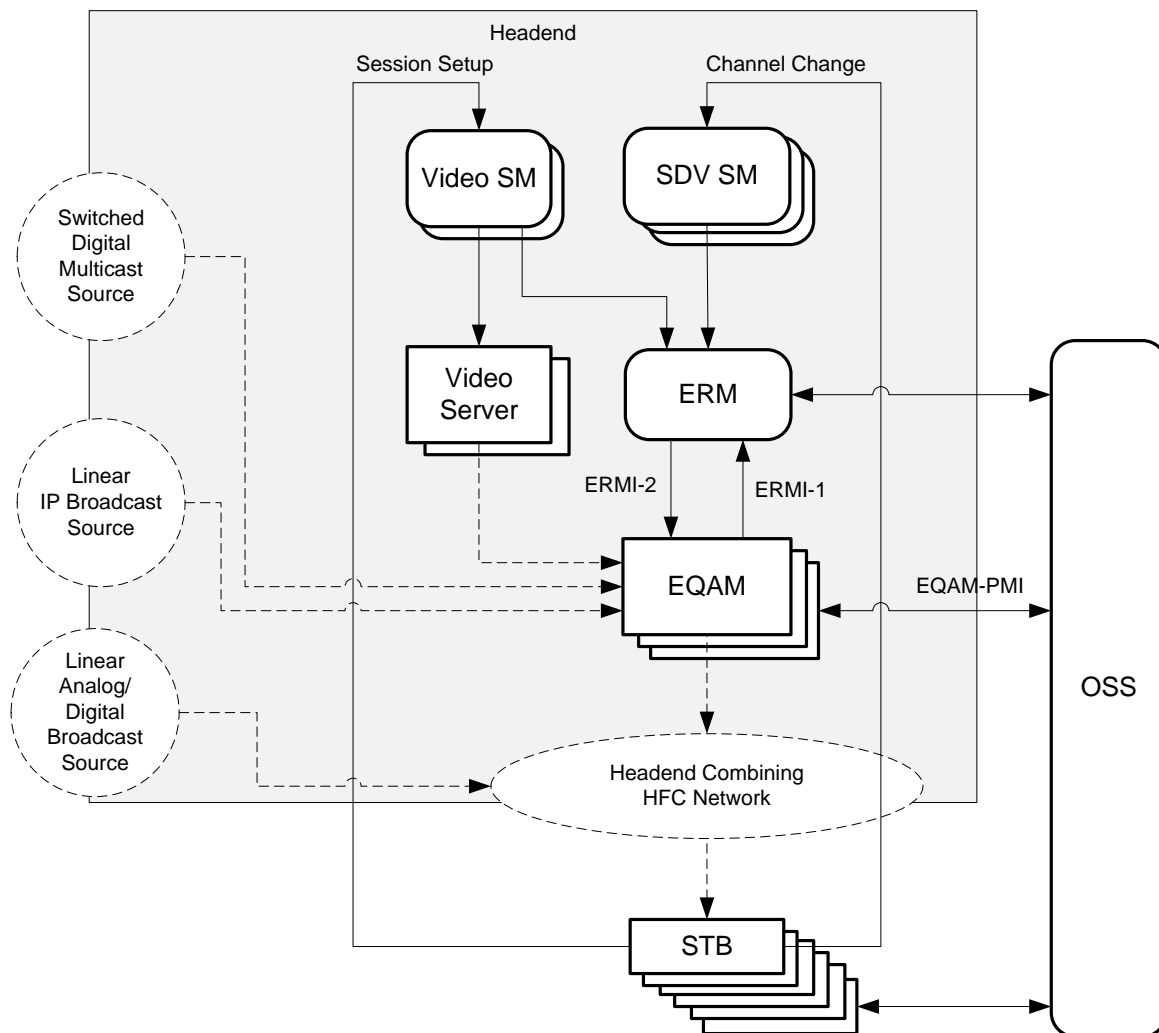 Headend
Session Setup
Channel Change
Video SM
SDV SM
Switched
Digital
Multicast
Source
Video
Server
ERM
Linear
IP Broadcast
Source
ERMI-2
ERMI-1
EQAM
EQAM-PMI
Linear
Analog/
Digital
Broadcast
Source
OSS
Headend Combining
HFC Network
STB